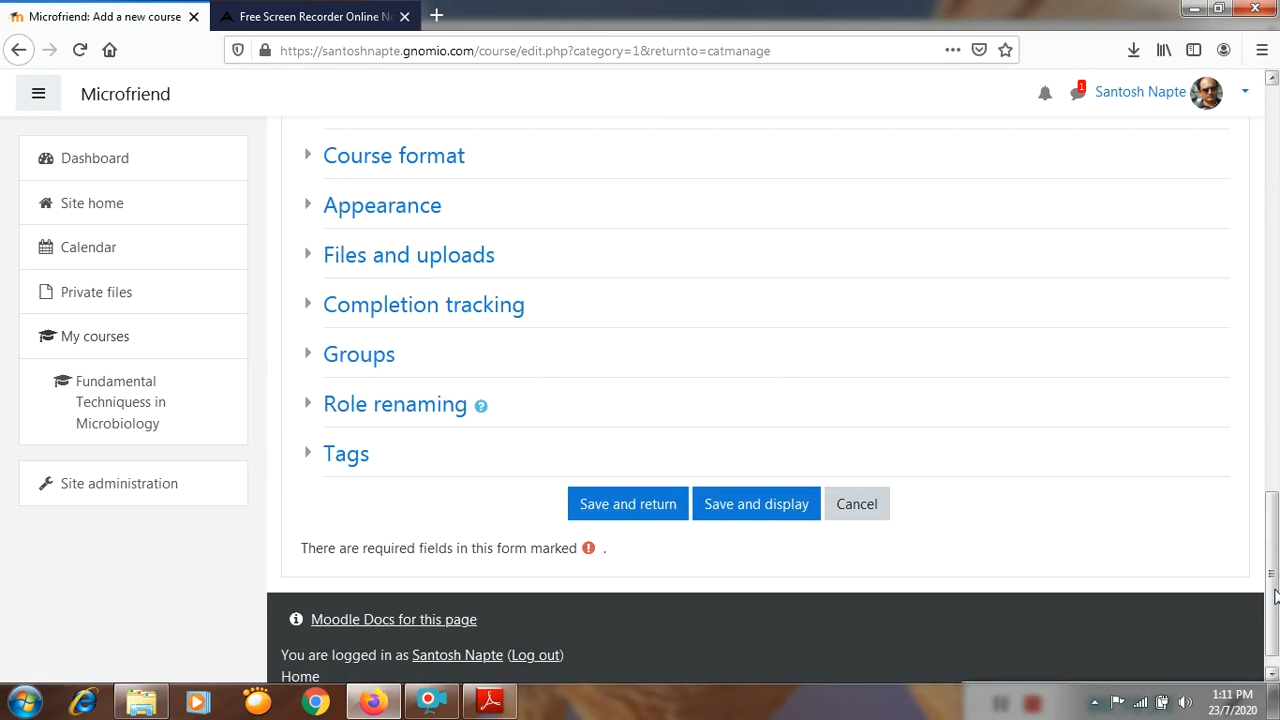 Microfriend: Add a new course
Free Screen Recorder Online N
https://santoshnapte.gnomio.com/course/edit.php?category=1&returnto=catmanage
Microfriend
1
Santosh Napte
Dashboard
Site home
Calendar
Private files
My courses
Fundamental
Techniquess in
Microbiology
Site administration
Course format
Appearance
Files and uploads
Completion tracking
Groups
Role renaming
Tags
Save and return
Save and display
Cancel
There are required fields in this form marked .
Moodle Docs for this page
You are logged in as Santosh Napte (Log out)
Home
1:11 PM
23/7/2020